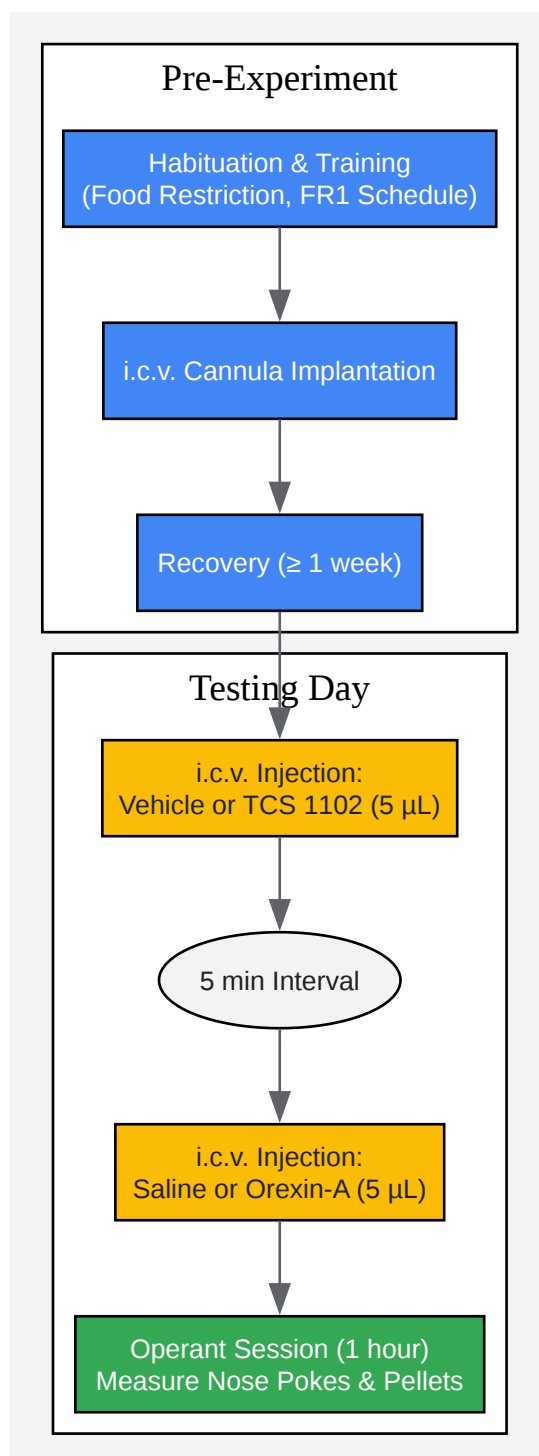 Pre-Experiment
Habituation & Training
(Food Restriction, FR1 Schedule)
i.c.v. Cannula Implantation
Recovery (≥ 1 week)
Testing Day
i.c.v. Injection:
Vehicle or TCS 1102 (5 µL)
5 min Interval
i.c.v. Injection:
Saline or Orexin-A (5 µL)
Operant Session (1 hour)
Measure Nose Pokes & Pellets